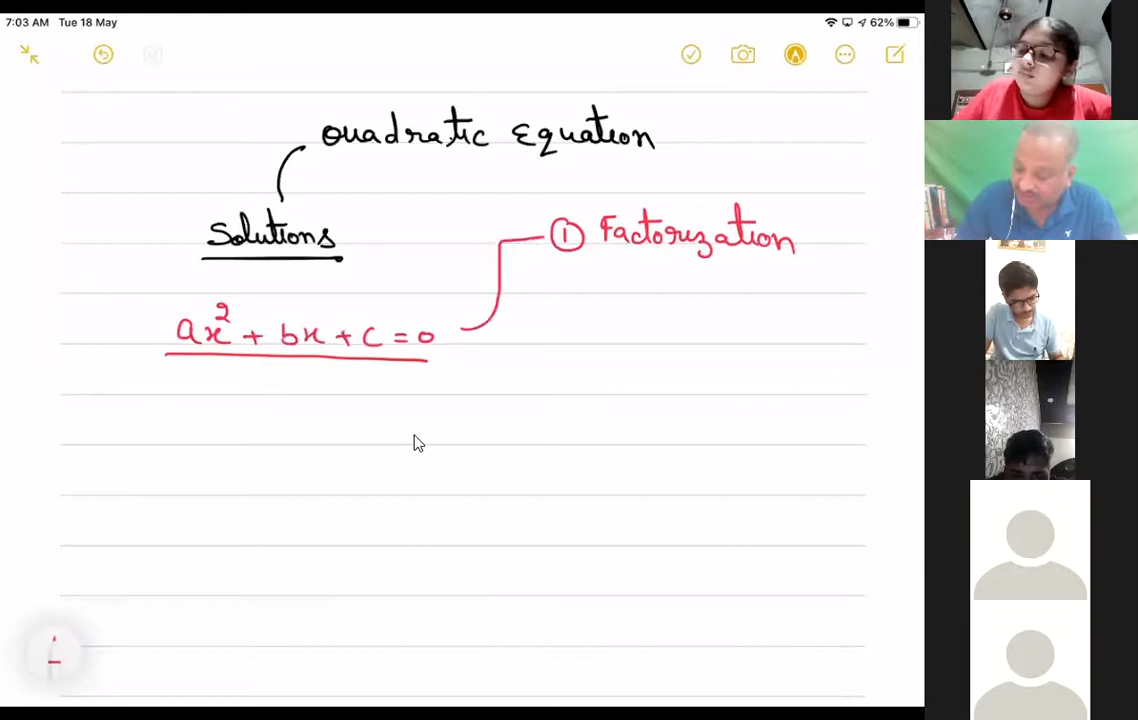 7:03 AM Tue 18 May 62%
Quadratic Equation
Solutions
① Factorization
ax² + bx + c = 0